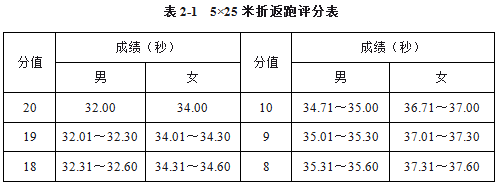 表 2-1 5×25 米折返跑评分表
分值 成绩（秒） 分值 成绩（秒）
男 女 男 女
20 32.00 34.00 10 34.71～35.00 36.71～37.00
19 32.01～32.30 34.01～34.30 9 35.01～35.30 37.01～37.30
18 32.31～32.60 34.31～34.60 8 35.31～35.60 37.31～37.60